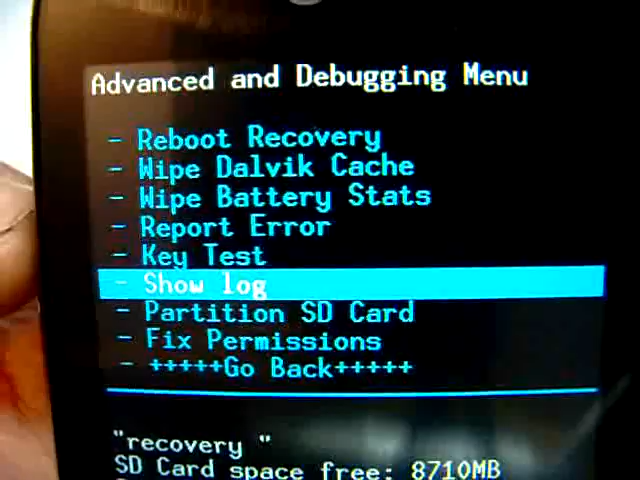 Advanced and Debugging Menu
- Reboot Recovery
- Wipe Dalvik Cache
- Wipe Battery Stats
- Report Error
- Key Test
- Show log
- Partition SD Card
- Fix Permissions
- +++++Go Back+++++
"recovery "
SD Card space free: 8710MB